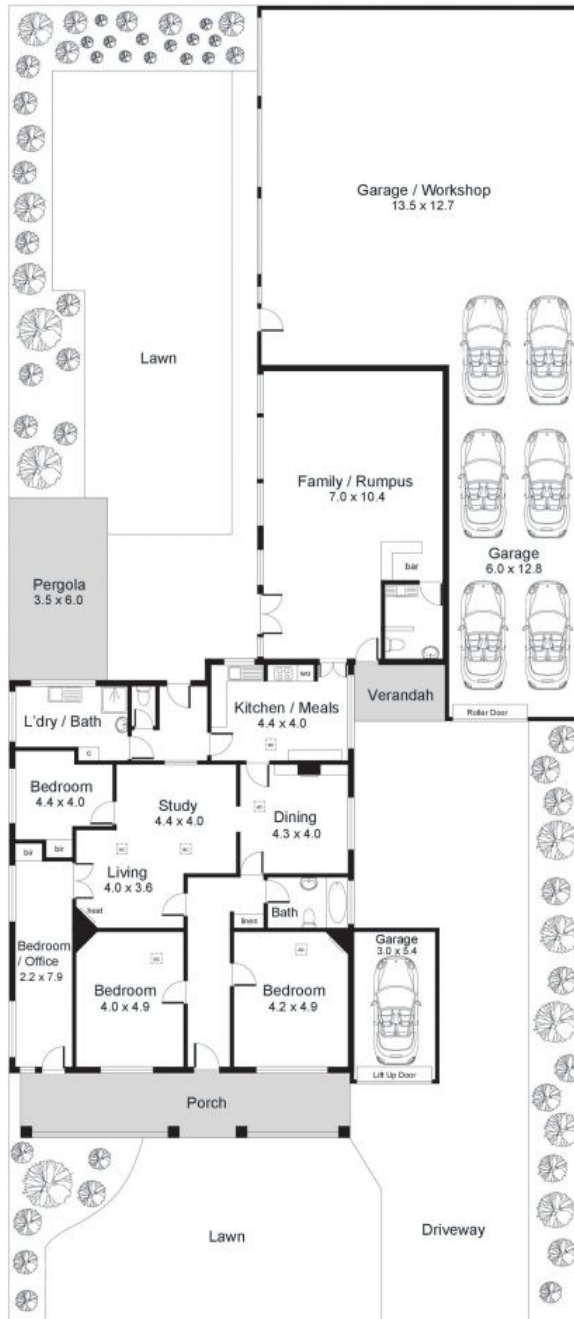 Garage / Workshop
13.5 x 12.7
Lawn
Family / Rumpus
7.0 x 10.4
bar
Garage
6.0 x 12.8
Pergola
3.5 x 6.0
Verandah
Roller Door
Kitchen / Meals
4.4 x 4.0
L'dry / Bath
c
Bedroom
4.4 x 4.0
Study
4.4 x 4.0
Dining
4.3 x 4.0
bir
bir
Living
4.0 x 3.6
heat
Bath
linen
Bedroom
/ Office
2.2 x 7.9
Bedroom
4.0 x 4.9
Bedroom
4.2 x 4.9
Garage
3.0 x 5.4
Lift Up Door
Porch
Lawn
Driveway